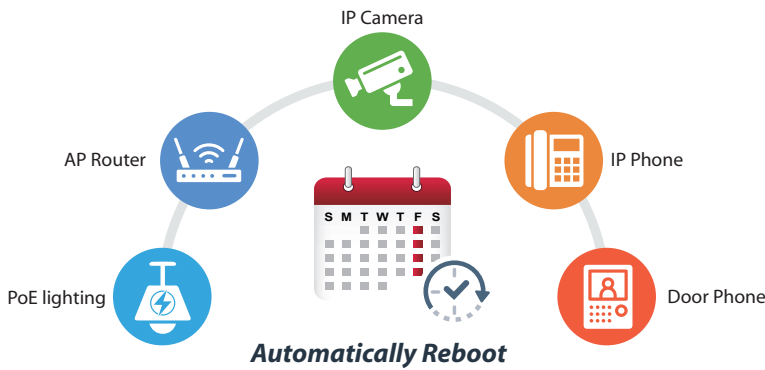 IP Camera
AP Router
IP Phone
S M T W T F S
PoE lighting
Door Phone
Automatically Reboot